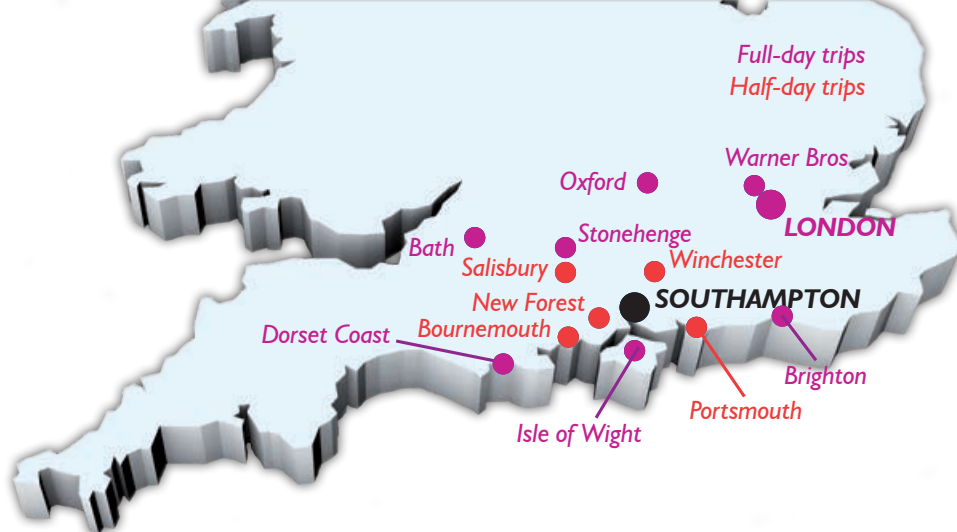 Full-day trips
Half-day trips
Warner Bros
Oxford
LONDON
Stonehenge
Bath
Salisbury
Winchester
New Forest
SOUTHAMPTON
Bournemouth
Dorset Coast
Brighton
Portsmouth
Isle of Wight